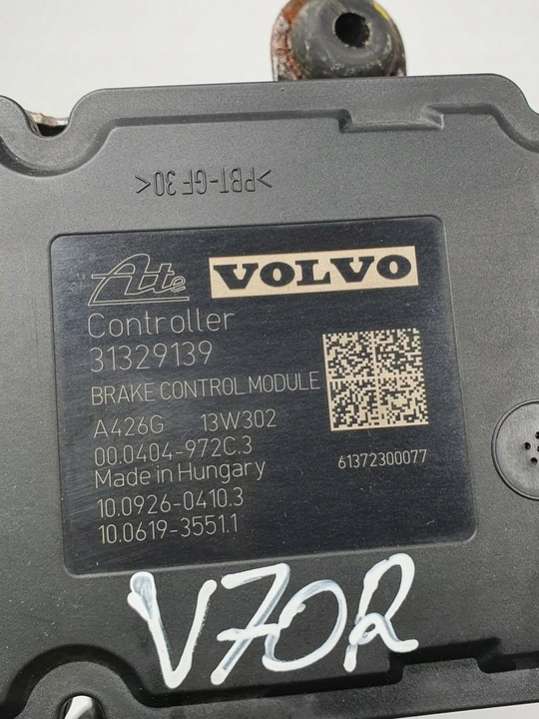 >PBT-GF 30<
Ate VOLVO
Controller
31329139
BRAKE CONTROL MODULE
A426G 13W302
00.0404-972C.3
Made in Hungary
61372300077
10.0926-0410.3
10.0619-3551.1
V70R